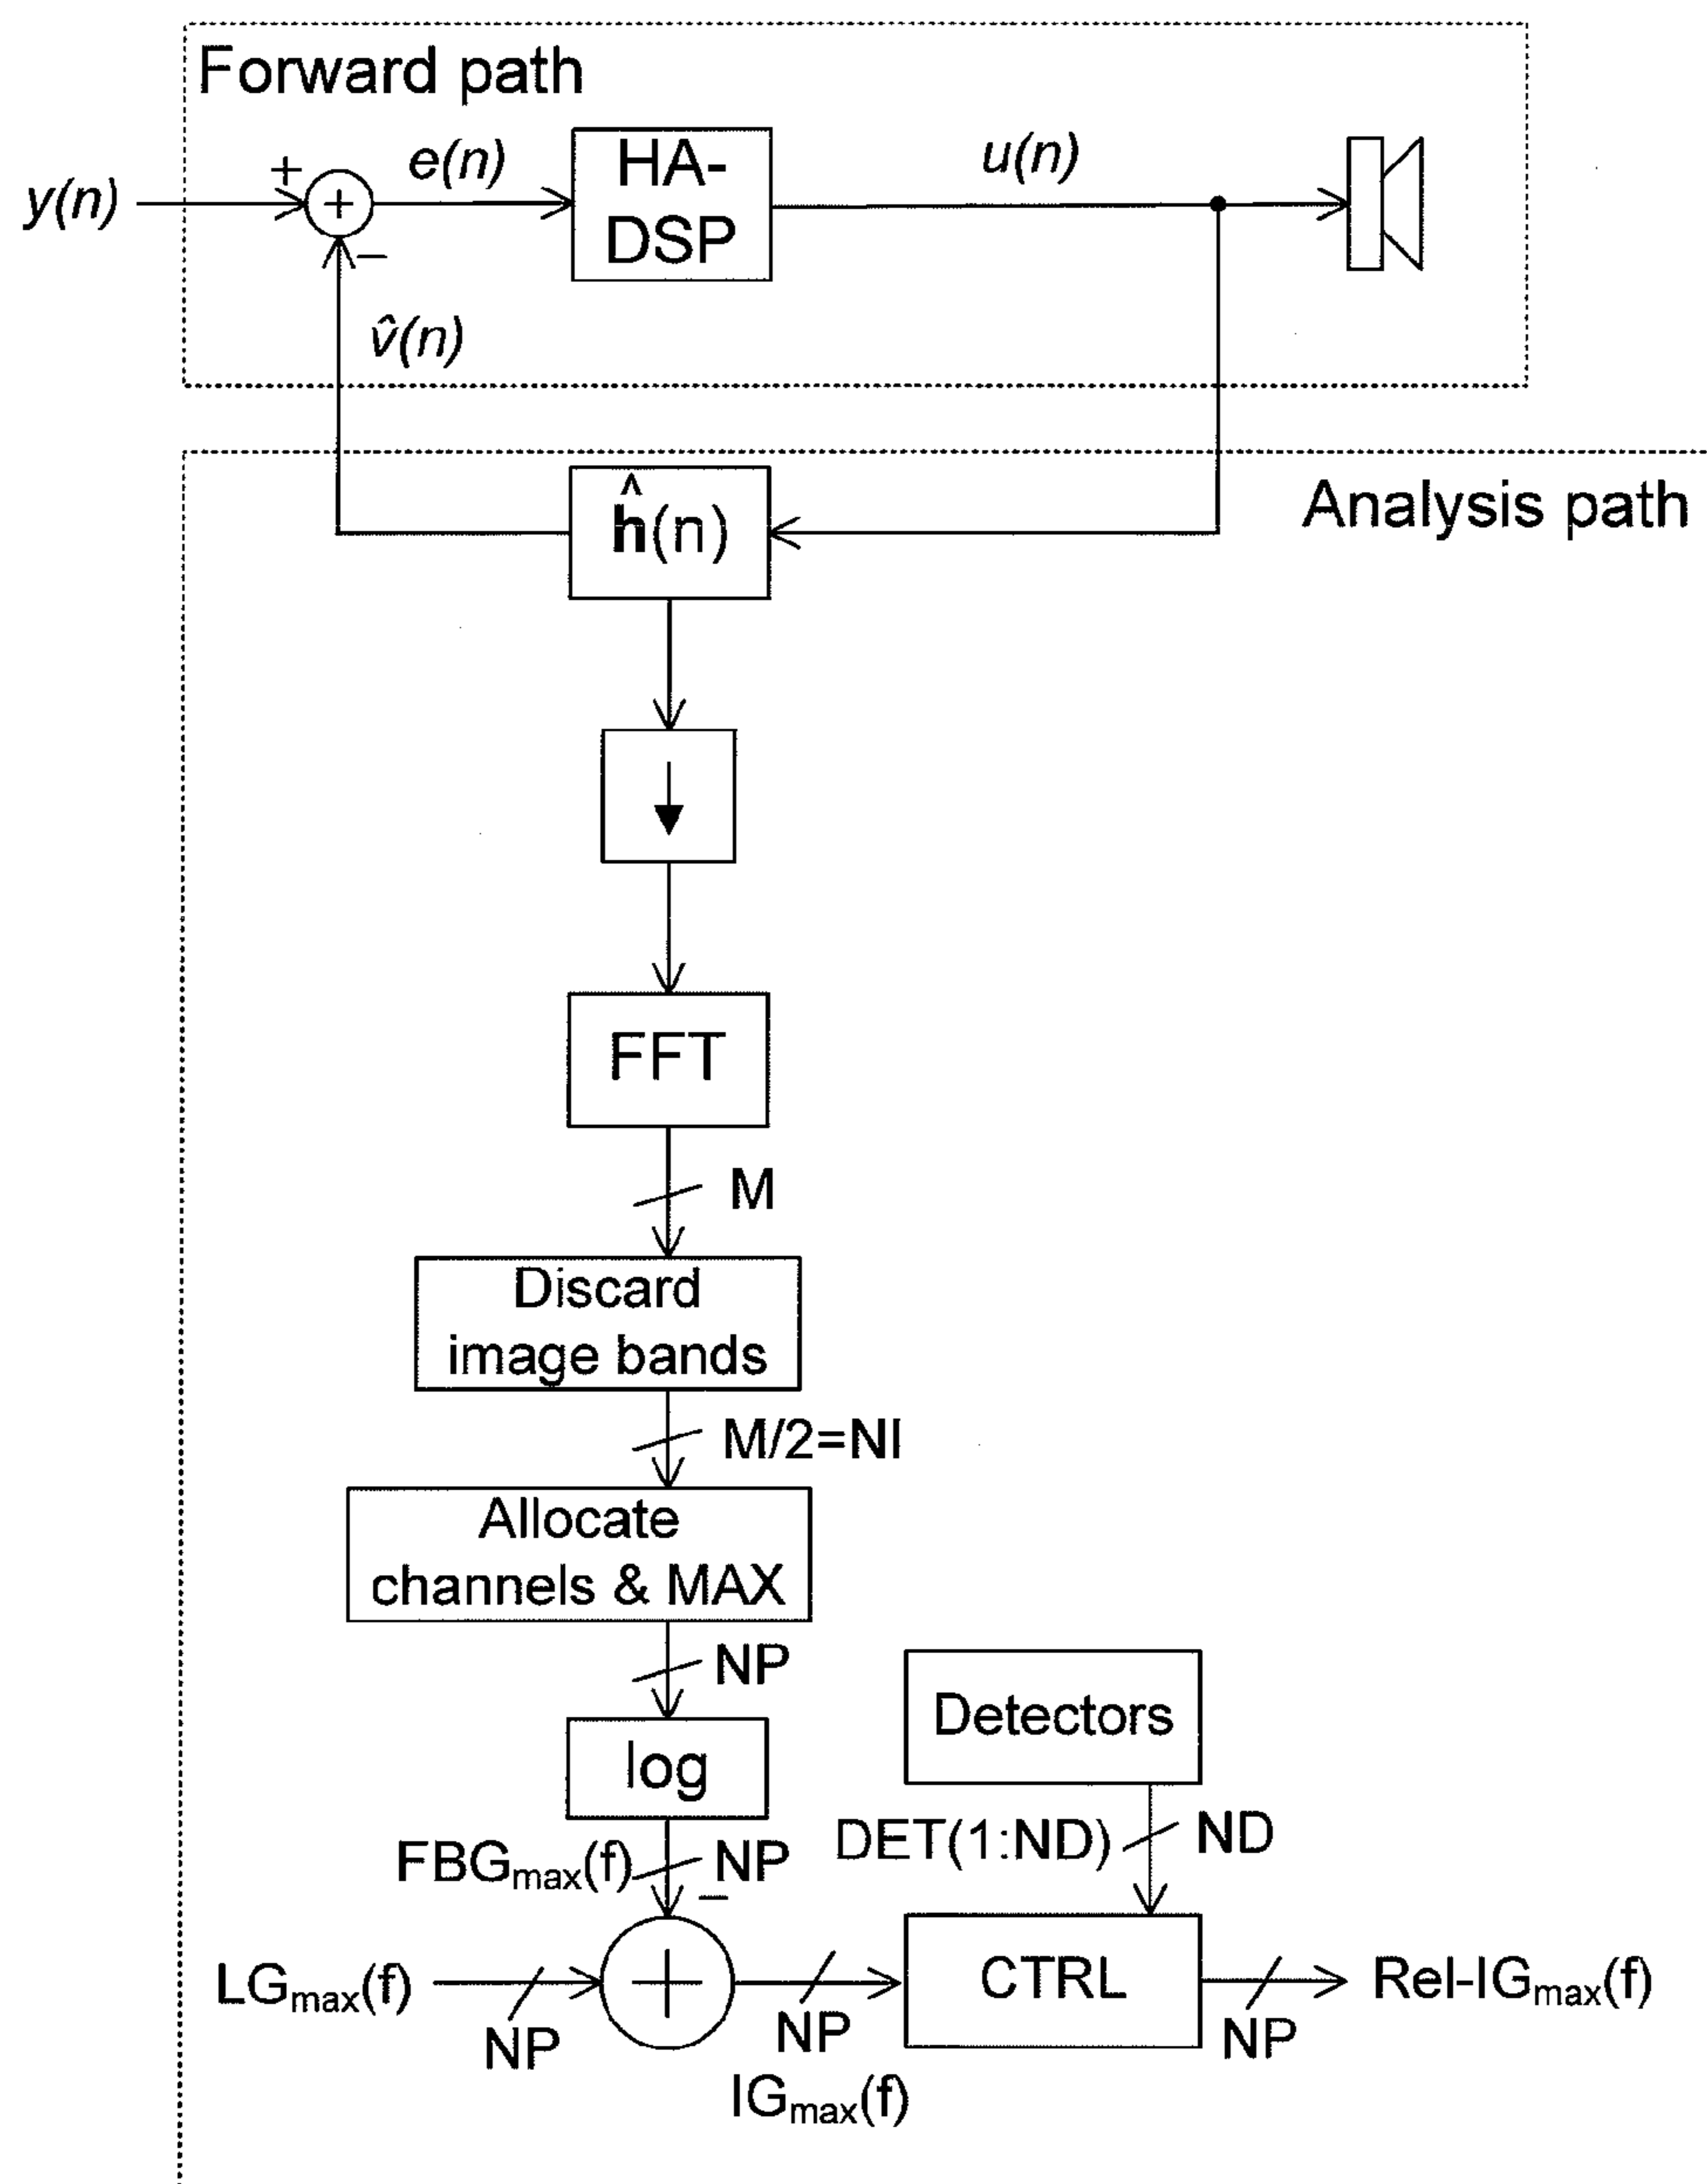 Forward path
y(n)
+
+
−
e(n)
HA-
DSP
u(n)
v̂(n)
Analysis path
ĥ(n)
FFT
M
Discard
image bands
M/2=NI
Allocate
channels & MAX
NP
log
Detectors
FBGmax(f)
NP
DET(1:ND)
ND
−
LGmax(f)
NP
+
NP
IGmax(f)
CTRL
NP
Rel-IGmax(f)